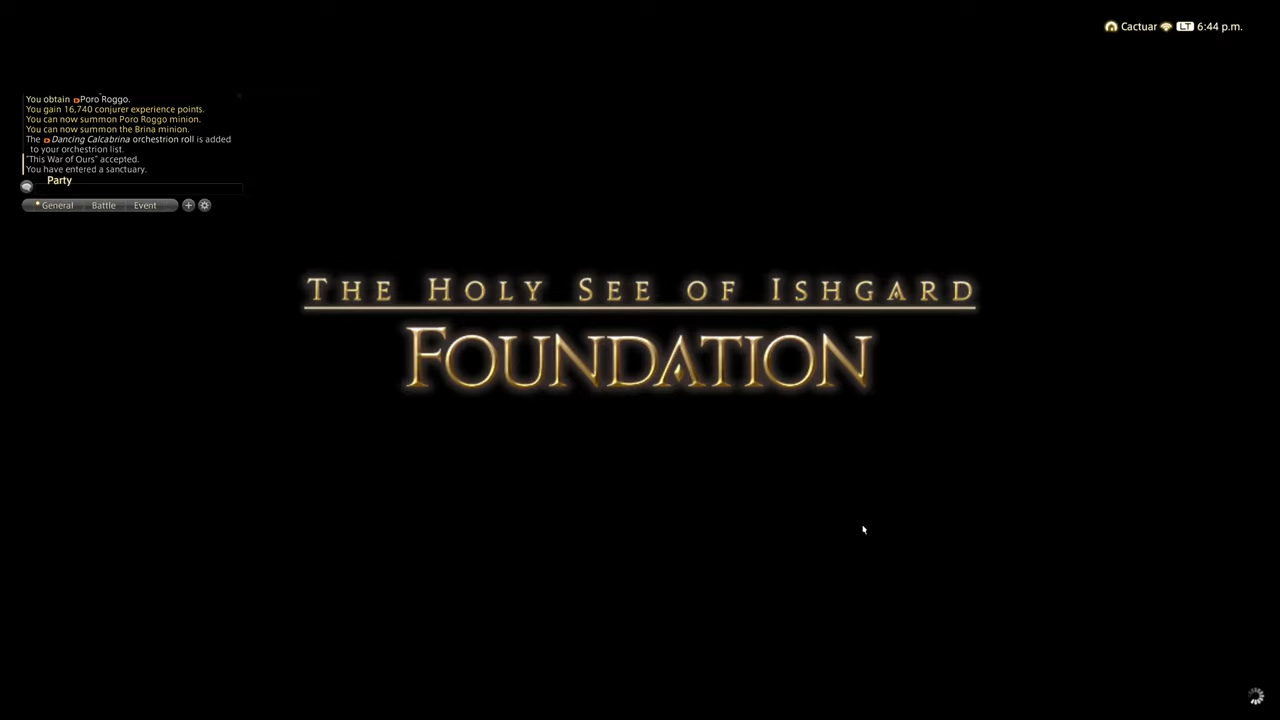 Cactuar LT 6:44 p.m.
You obtain Poro Roggo.
You gain 16,740 conjurer experience points.
You can now summon Poro Roggo minion.
You can now summon the Brina minion.
The Dancing Calcabrina orchestrion roll is added
to your orchestrion list.
"This War of Ours" accepted.
You have entered a sanctuary.
Party
General Battle Event
THE HOLY SEE OF ISHGARD
FOUNDATION